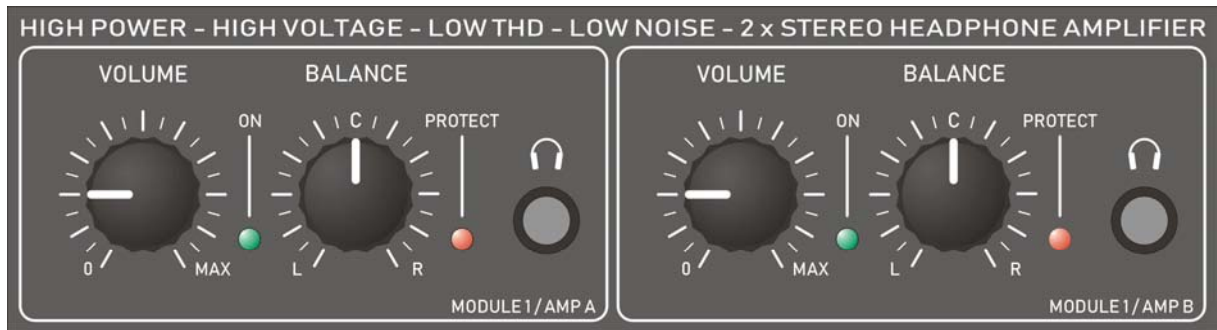 HIGH POWER – HIGH VOLTAGE – LOW THD – LOW NOISE – 2 x STEREO HEADPHONE AMPLIFIER
VOLUME
BALANCE
ON
C
PROTECT
0
MAX
L
R
MODULE 1/AMP A
VOLUME
BALANCE
ON
C
PROTECT
0
MAX
L
R
MODULE 1/AMP B